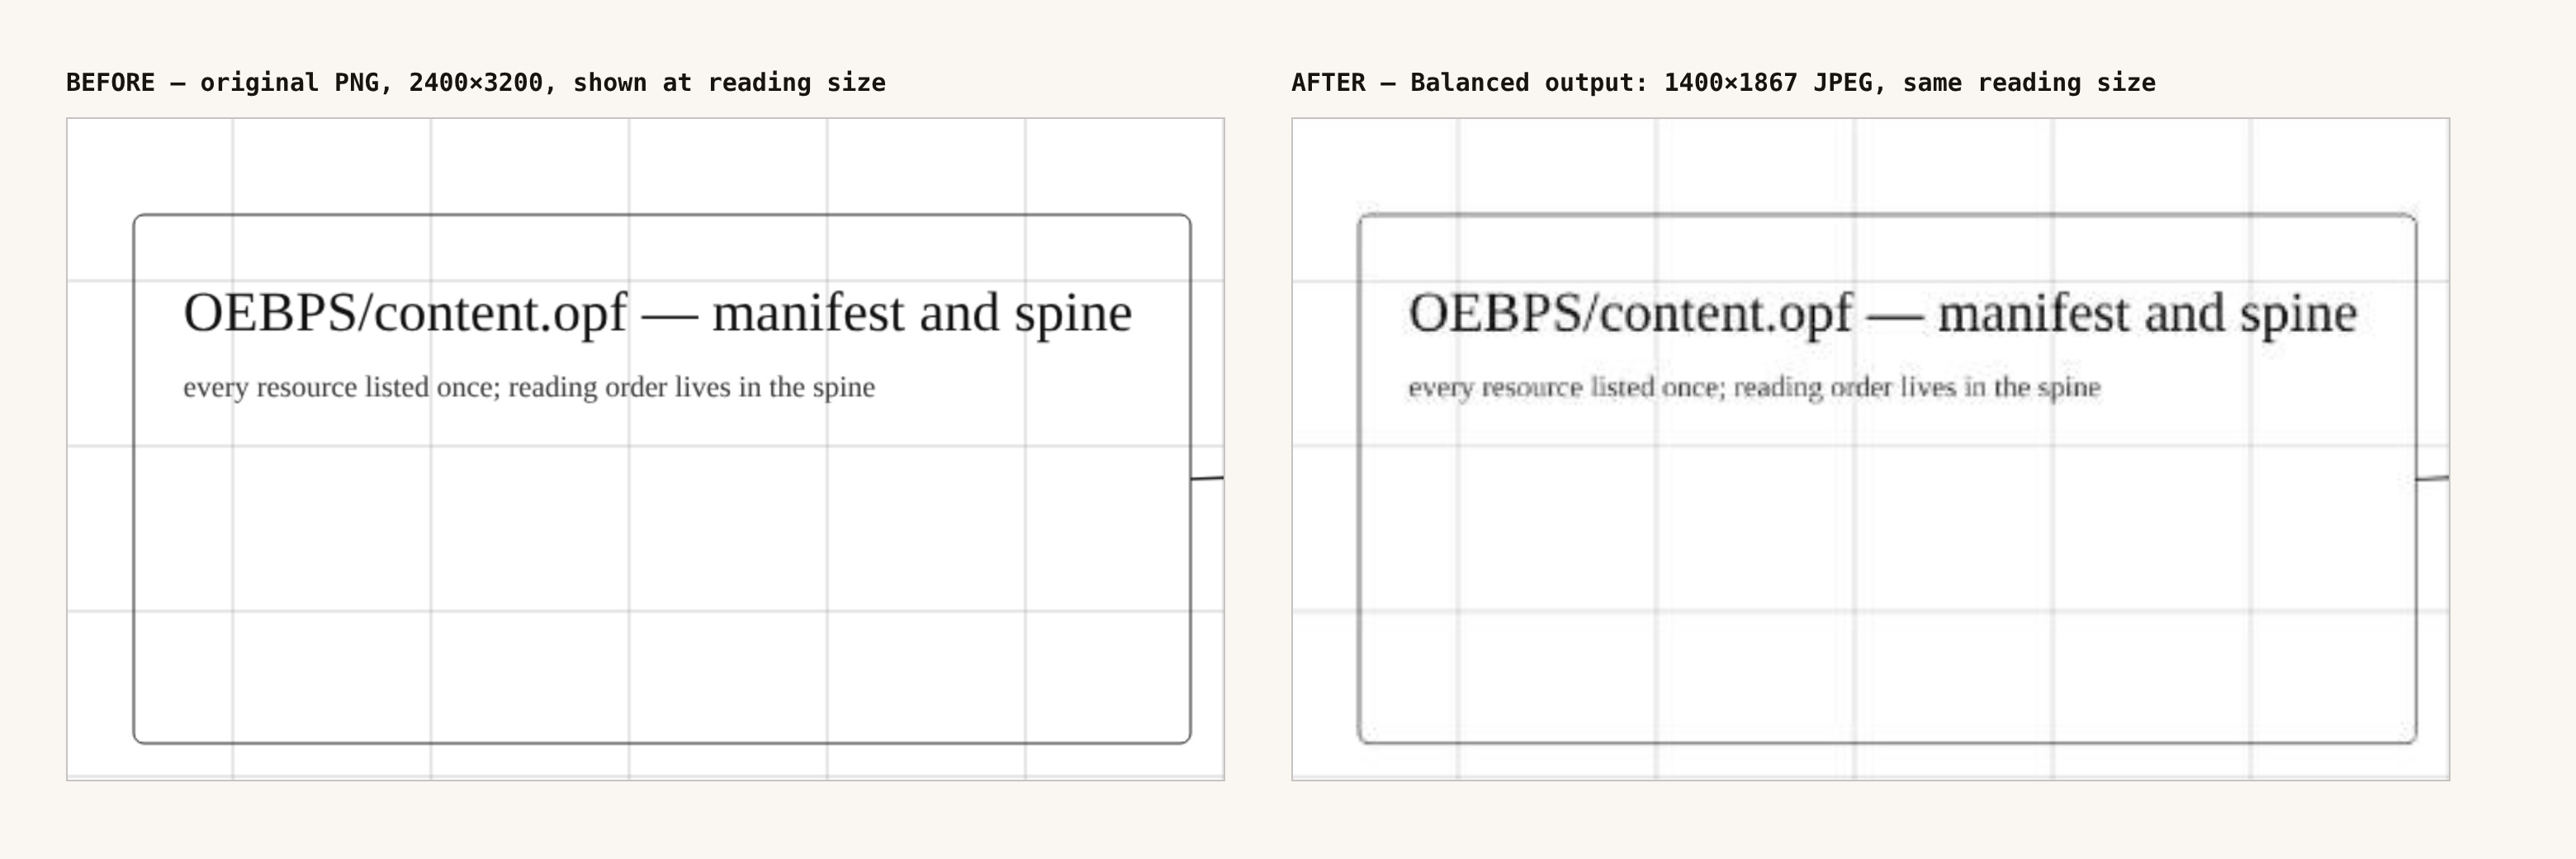 BEFORE — original PNG, 2400×3200, shown at reading size
OEBPS/content.opf — manifest and spine
every resource listed once; reading order lives in the spine
AFTER — Balanced output: 1400×1867 JPEG, same reading size
OEBPS/content.opf — manifest and spine
every resource listed once; reading order lives in the spine